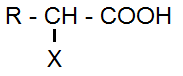 R - CH - COOH
X